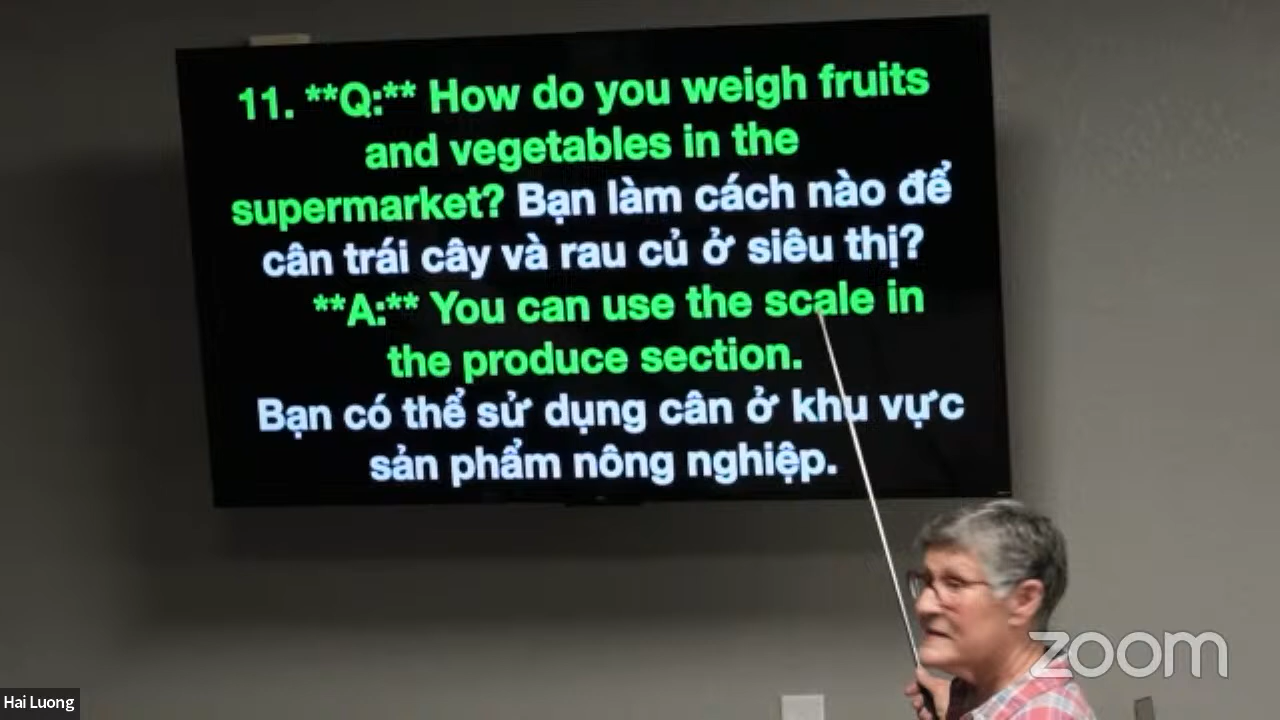 11. **Q:** How do you weigh fruits
and vegetables in the
supermarket? Bạn làm cách nào để
cân trái cây và rau củ ở siêu thị?
**A:** You can use the scale in
the produce section.
Bạn có thể sử dụng cân ở khu vực
sản phẩm nông nghiệp.
zoom
Hai Luong